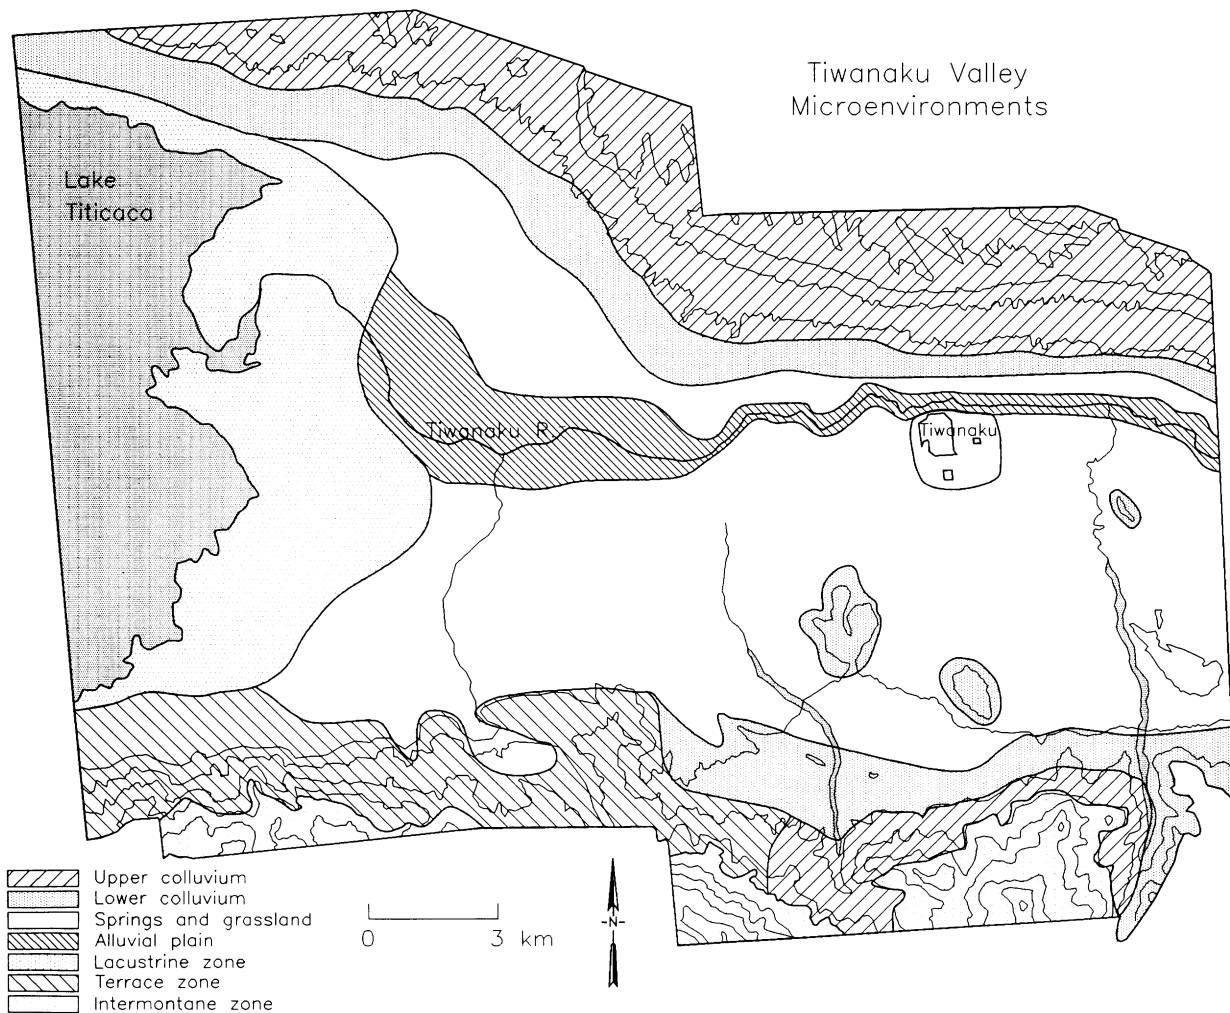 Tiwanaku Valley
Microenvironments
Lake
Titicaca
Tiwanaku R.
Tiwanaku
Upper colluvium
Lower colluvium
Springs and grassland
Alluvial plain
Lacustrine zone
Terrace zone
Intermontane zone
0 3 km
N